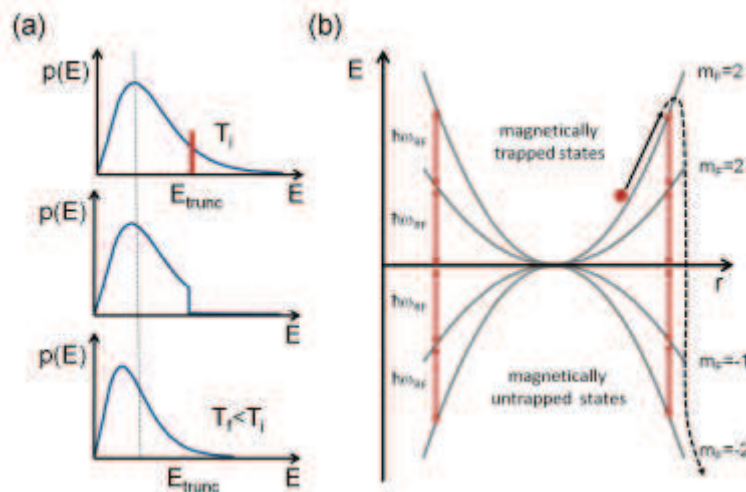 (a)
p(E)
T_i
E_trunc
E
E
p(E)
T_f<T_i
E_trunc
E
(b)
E
m_F=2
ħω_RF
magnetically
trapped states
m_F=2
ħω_RF
r
ħω_RF
m_F=-1
ħω_RF
magnetically
untrapped states
m_F=-2